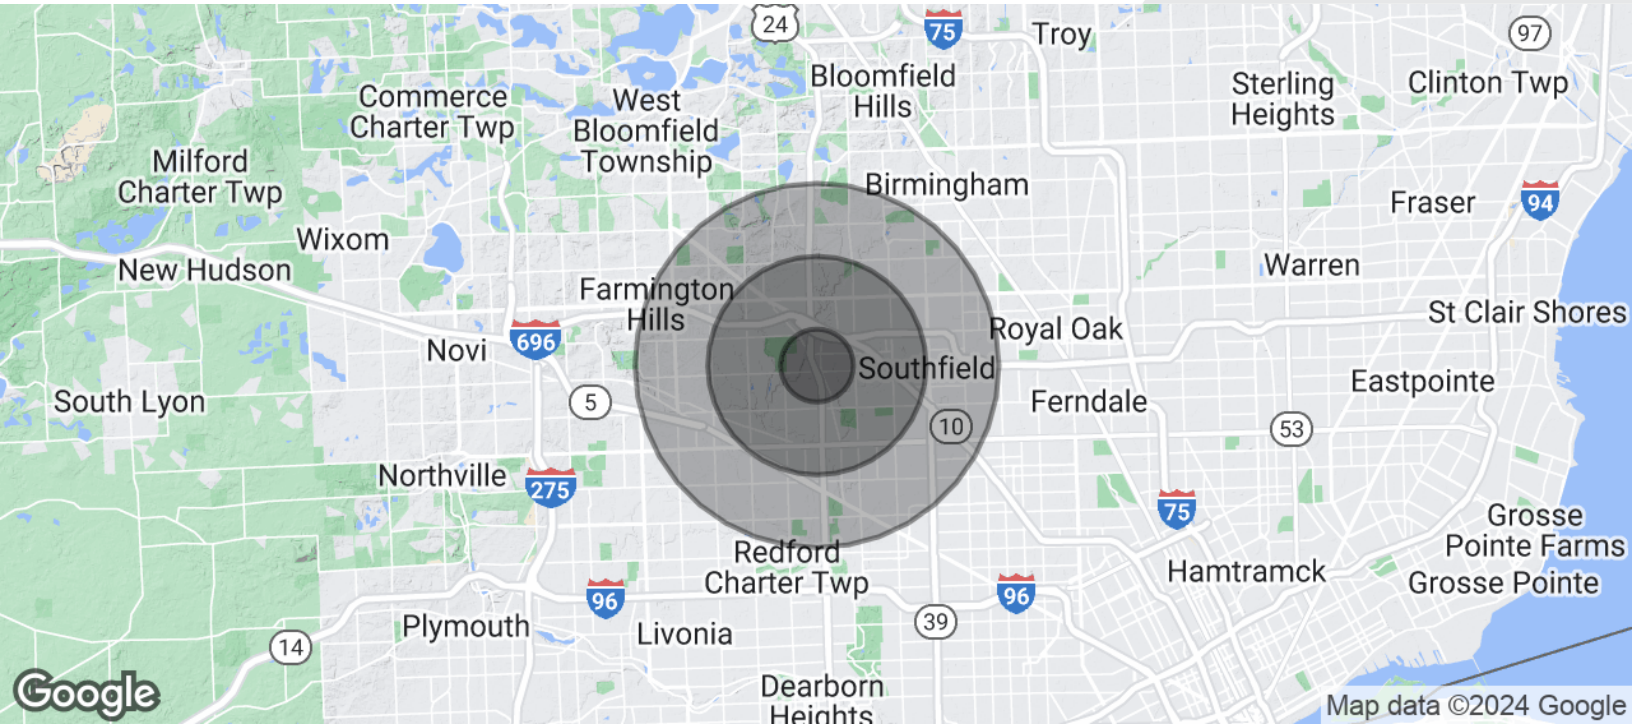 24
75
Troy
97
Bloomfield
Hills
Sterling
Heights
Clinton Twp
Commerce
Charter Twp
West
Bloomfield
Township
Milford
Charter Twp
Birmingham
Fraser
94
Wixom
New Hudson
Warren
Farmington
Hills
St Clair Shores
696
Novi
Royal Oak
Southfield
Eastpointe
South Lyon
5
Ferndale
10
53
Northville
275
75
Grosse
Pointe Farms
Redford
Charter Twp
Hamtramck
Grosse Pointe
96
96
Plymouth
Livonia
39
14
Dearborn
Heights
Google
Map data ©2024 Google